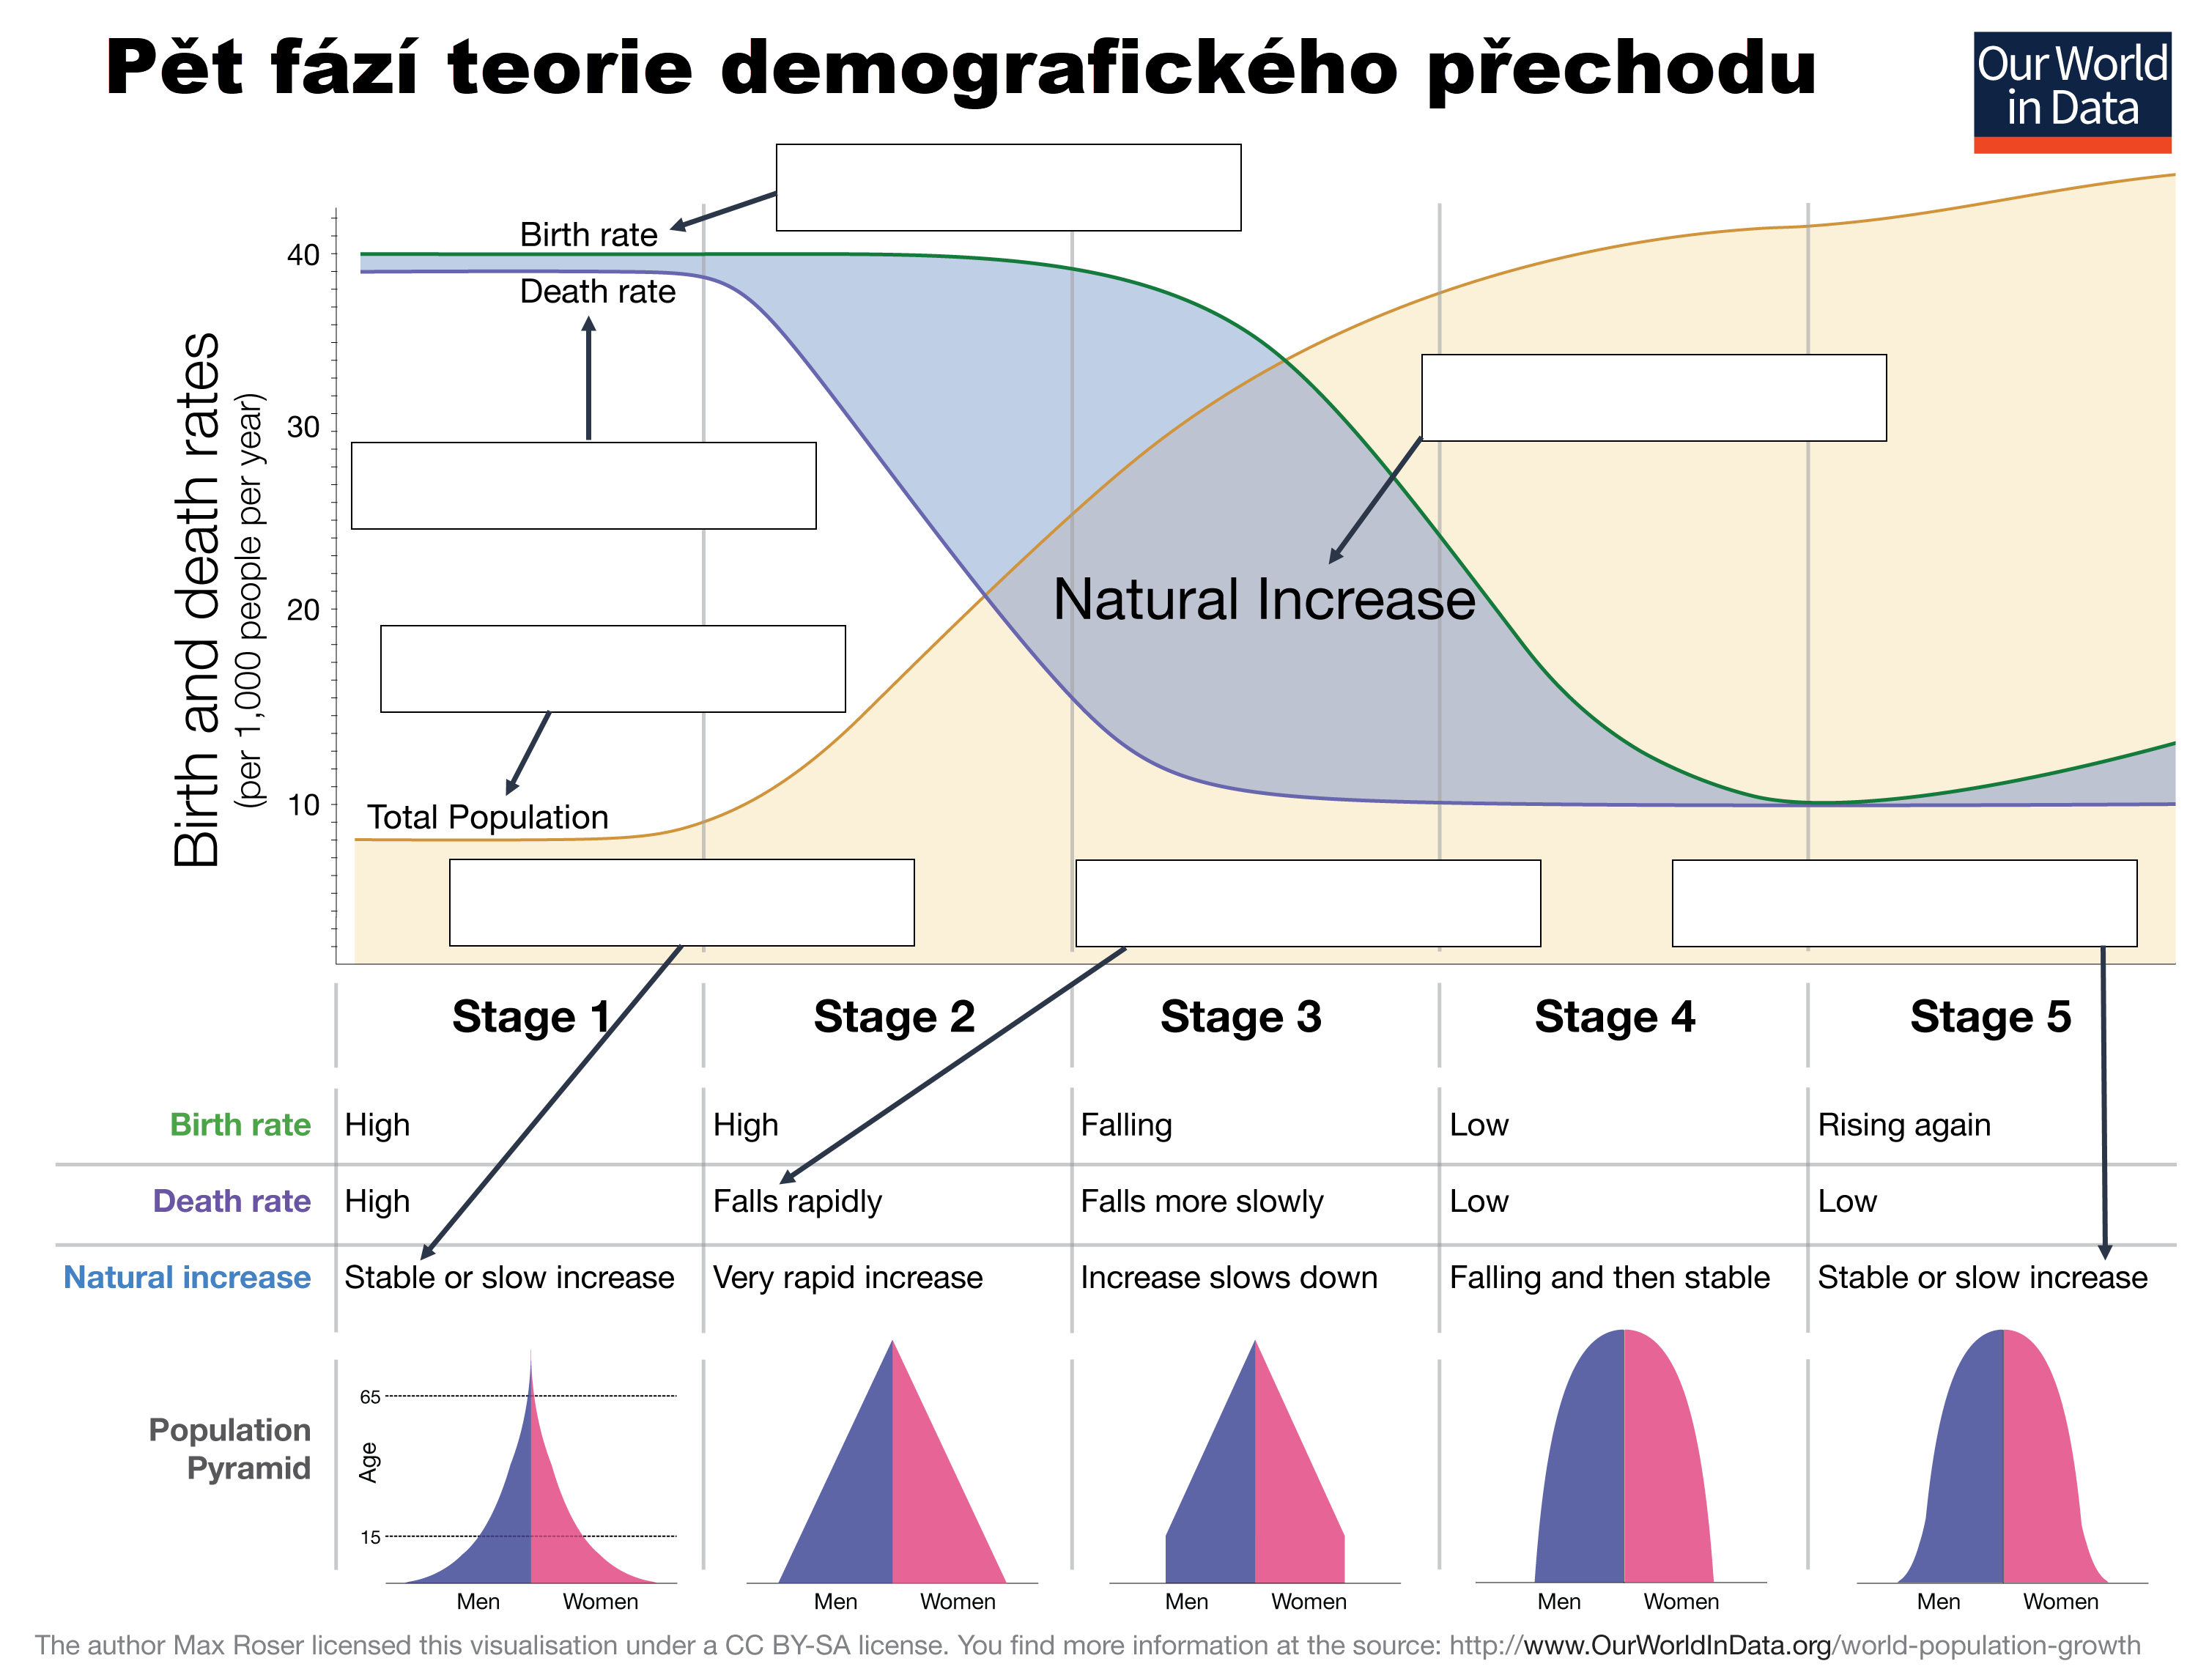 Pět fází teorie demografického přechodu
Our World
in Data
Birth and death rates
(per 1,000 people per year)
40
30
20
10
Birth rate
Death rate
Natural Increase
Total Population
Stage 1 Stage 2 Stage 3 Stage 4 Stage 5
Birth rate High High Falling Low Rising again
Death rate High Falls rapidly Falls more slowly Low Low
Natural increase Stable or slow increase Very rapid increase Increase slows down Falling and then stable Stable or slow increase
Population
Pyramid
65
Age
15
Men Women Men Women Men Women Men Women Men Women
The author Max Roser licensed this visualisation under a CC BY-SA license. You find more information at the source: http://www.OurWorldInData.org/world-population-growth